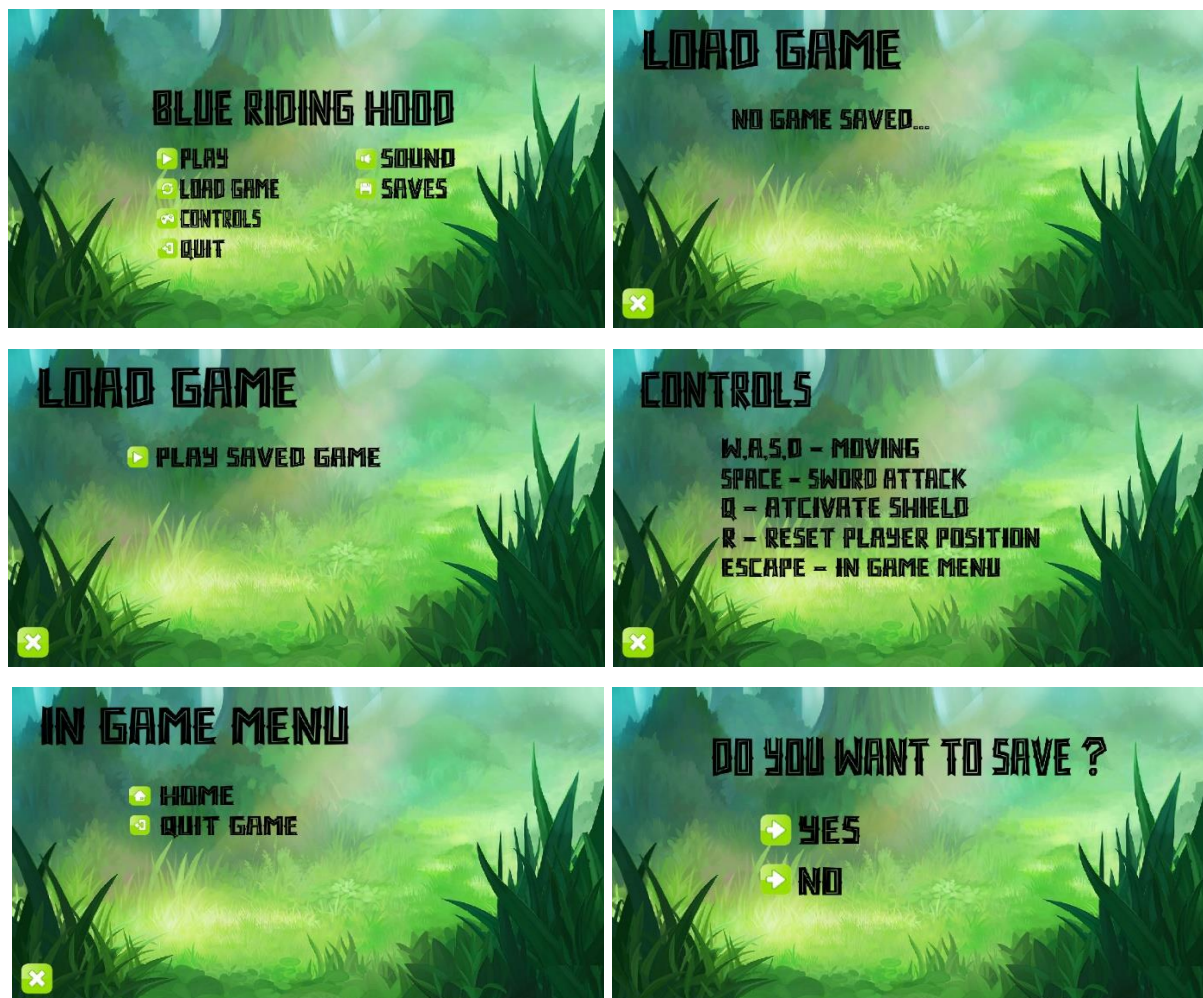 BLUE RIDING HOOD
PLAY
LOAD GAME
CONTROLS
QUIT
SOUND
SAVES
LOAD GAME
NO GAME SAVED...
LOAD GAME
PLAY SAVED GAME
CONTROLS
W,A,S,D - MOVING
SPACE - SWORD ATTACK
Q - ATCIVATE SHIELD
R - RESET PLAYER POSITION
ESCAPE - IN GAME MENU
IN GAME MENU
HOME
QUIT GAME
DO YOU WANT TO SAVE ?
YES
NO